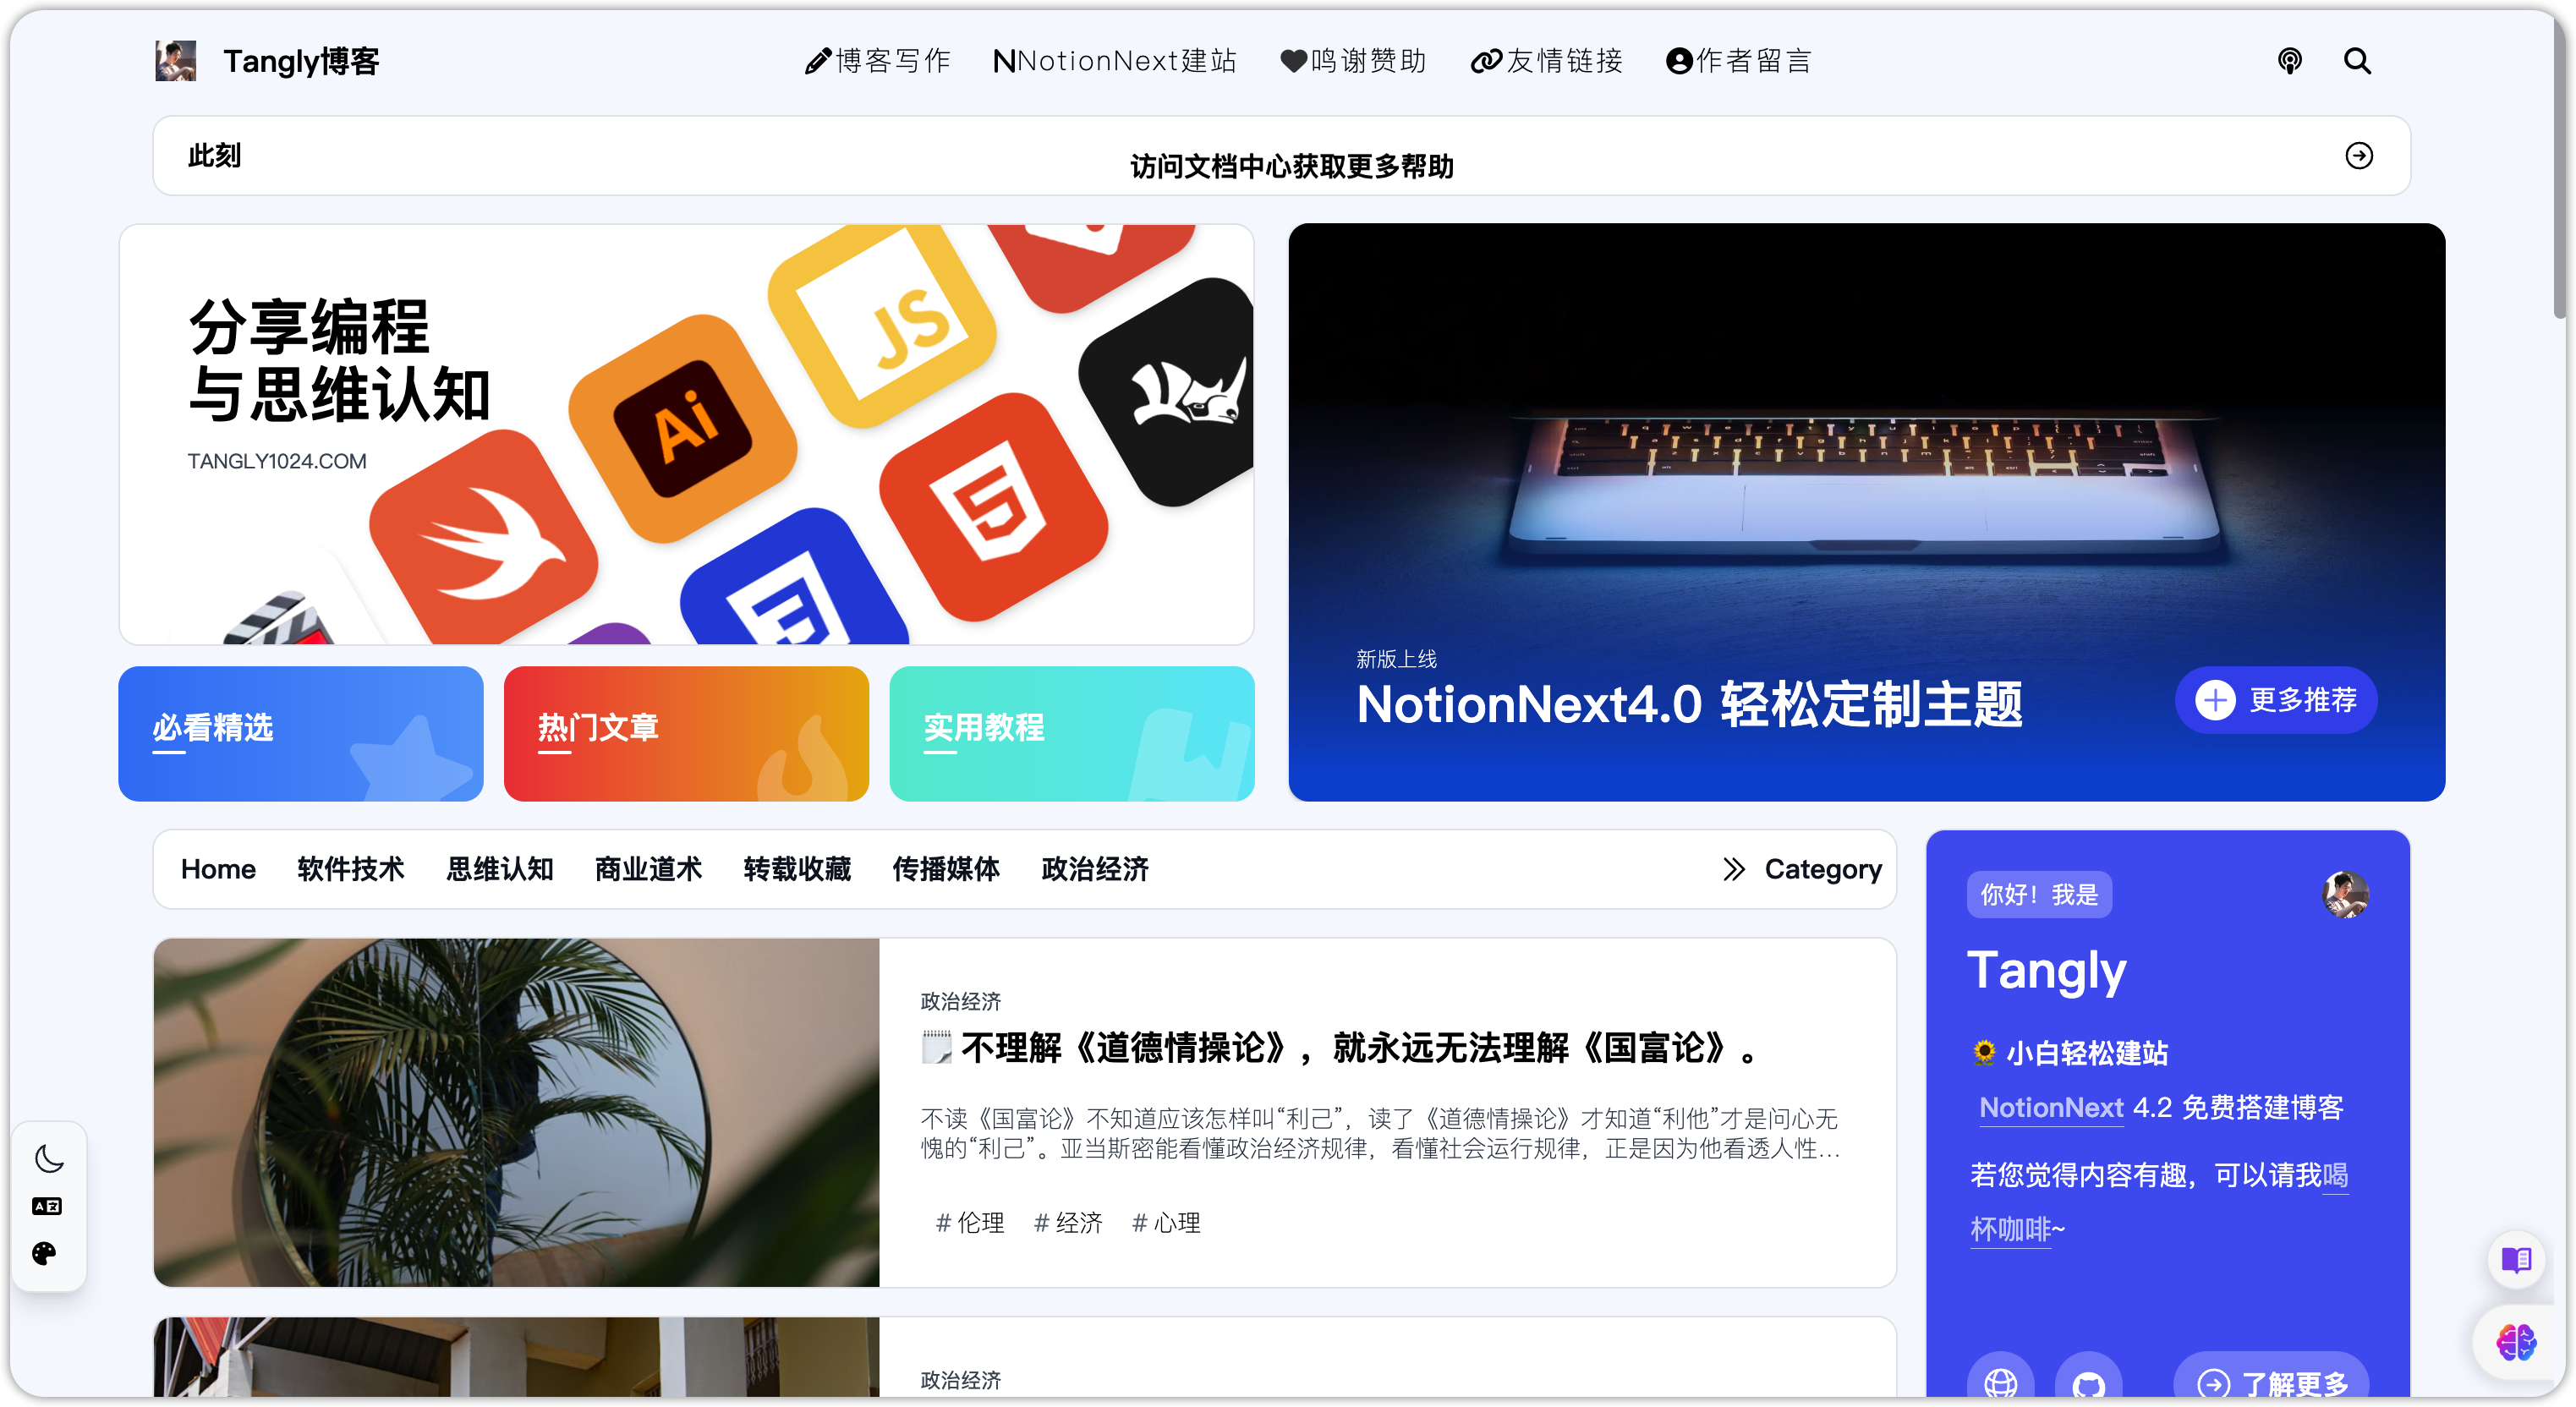 Tangly博客
博客写作
NotionNext建站
鸣谢赞助
友情链接
作者留言
此刻
访问文档中心获取更多帮助
分享编程
与思维认知
TANGLY1024.COM
Ai
JS
新版上线
NotionNext4.0 轻松定制主题
更多推荐
必看精选
热门文章
实用教程
Home
软件技术
思维认知
商业道术
转载收藏
传播媒体
政治经济
Category
政治经济
不理解《道德情操论》，就永远无法理解《国富论》。
不读《国富论》不知道应该怎样叫“利己”，读了《道德情操论》才知道“利他”才是问心无
愧的“利己”。亚当斯密能看懂政治经济规律，看懂社会运行规律，正是因为他看透人性...
# 伦理
# 经济
# 心理
政治经济
你好！我是
Tangly
🌻 小白轻松建站
NotionNext 4.2 免费搭建博客
若您觉得内容有趣，可以请我喝
杯咖啡~
了解更多